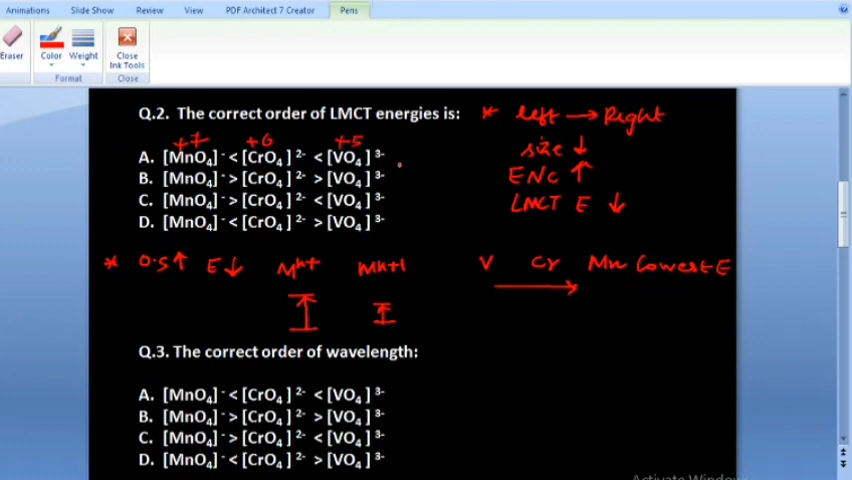 Animations Slide Show Review View PDF Architect 7 Creator Pens
Eraser Color Weight Close Ink Tools
Format Close
Q.2. The correct order of LMCT energies is: * left → Right
+7 +6 +5
size ↓
A. [MnO₄]⁻ < [CrO₄]²⁻ < [VO₄]³⁻
B. [MnO₄]⁻ > [CrO₄]²⁻ > [VO₄]³⁻ ENC ↑
C. [MnO₄]⁻ > [CrO₄]²⁻ < [VO₄]³⁻ LMCT E ↓
D. [MnO₄]⁻ < [CrO₄]²⁻ > [VO₄]³⁻
* O.S↑ E↓ Mⁿ⁺ Mn+1 V Cr Mn Lowest E
Q.3. The correct order of wavelength:
A. [MnO₄]⁻ < [CrO₄]²⁻ < [VO₄]³⁻
B. [MnO₄]⁻ > [CrO₄]²⁻ > [VO₄]³⁻
C. [MnO₄]⁻ > [CrO₄]²⁻ < [VO₄]³⁻
D. [MnO₄]⁻ < [CrO₄]²⁻ > [VO₄]³⁻